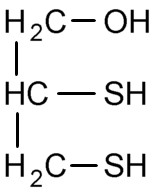 H₂C — OH
HC — SH
H₂C — SH